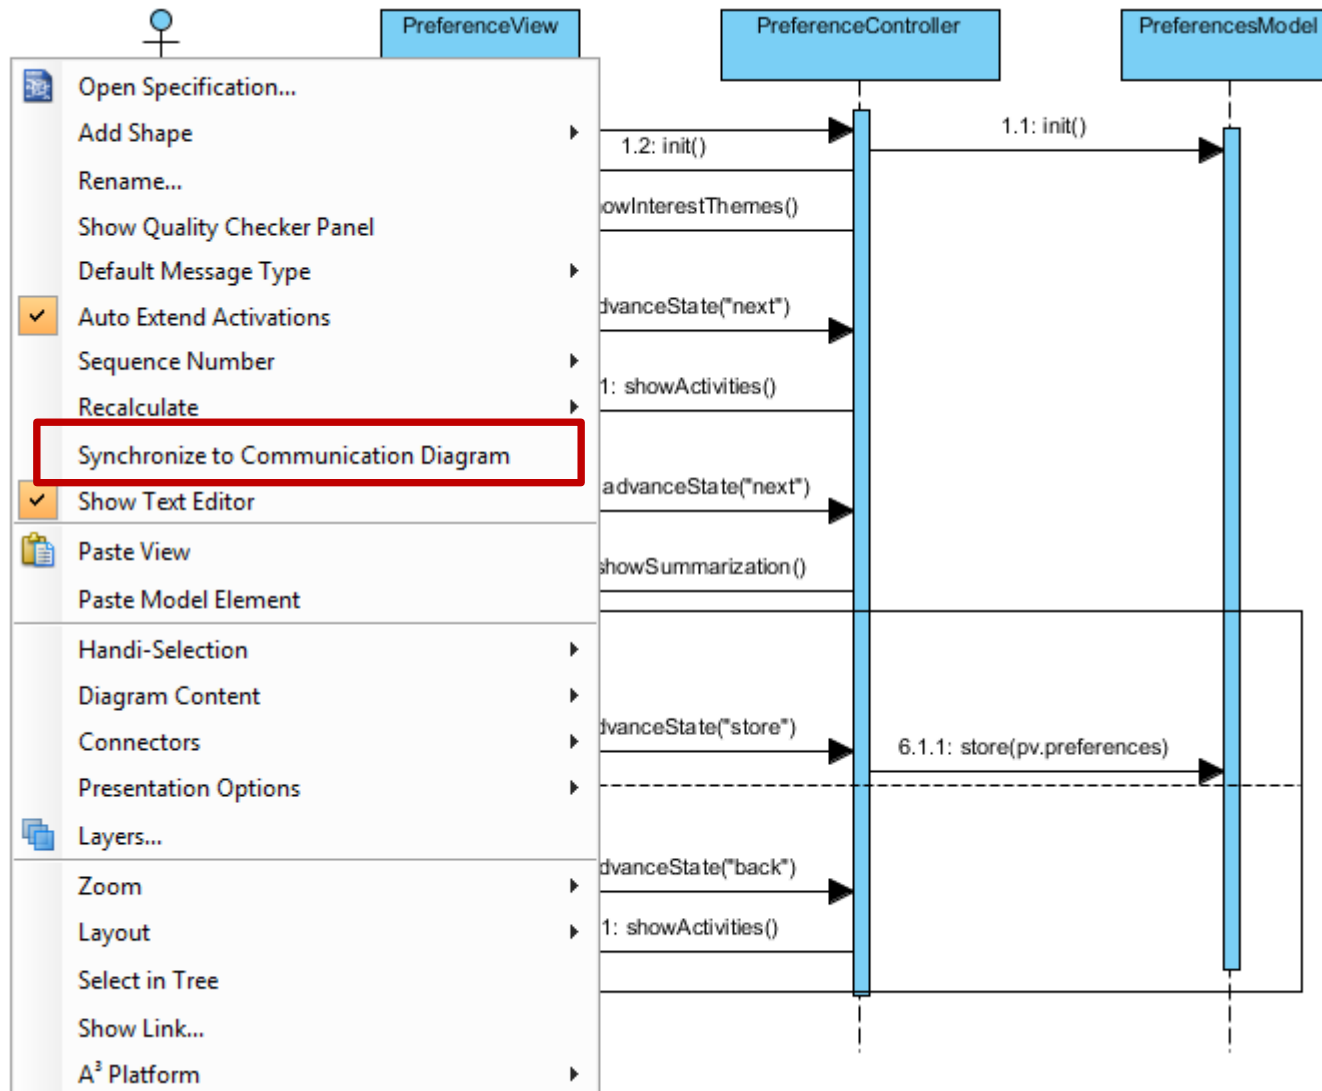 PreferenceView
PreferenceController
PreferencesModel
Open Specification...
Add Shape
Rename...
Show Quality Checker Panel
Default Message Type
Auto Extend Activations
Sequence Number
Recalculate
Synchronize to Communication Diagram
Show Text Editor
Paste View
Paste Model Element
Handi-Selection
Diagram Content
Connectors
Presentation Options
Layers...
Zoom
Layout
Select in Tree
Show Link...
A³ Platform
1.1: init()
1.2: init()
owInterestThemes()
dvanceState("next")
1: showActivities()
advanceState("next")
showSummarization()
dvanceState("store")
6.1.1: store(pv.preferences)
dvanceState("back")
1: showActivities()